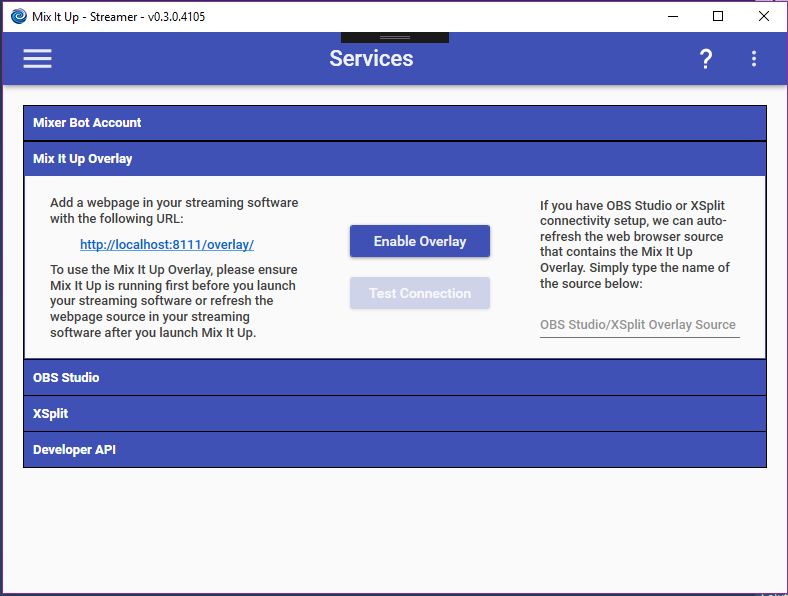 Mix It Up - Streamer - v0.3.0.4105
Services
?
Mixer Bot Account
Mix It Up Overlay
Add a webpage in your streaming software
with the following URL:
http://localhost:8111/overlay/
To use the Mix It Up Overlay, please ensure
Mix It Up is running first before you launch
your streaming software or refresh the
webpage source in your streaming
software after you launch Mix It Up.
Enable Overlay
Test Connection
If you have OBS Studio or XSplit
connectivity setup, we can auto-
refresh the web browser source
that contains the Mix It Up
Overlay. Simply type the name of
the source below:
OBS Studio/XSplit Overlay Source
OBS Studio
XSplit
Developer API